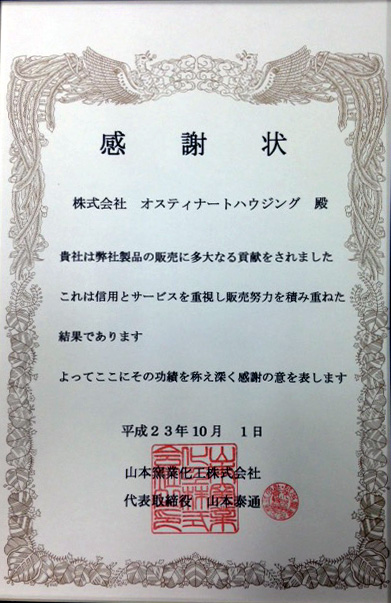 感謝状
株式会社 オスティナートハウジング 殿
貴社は弊社製品の販売に多大なる貢献をされました
これは信用とサービスを重視し販売努力を積み重ねた
結果であります
よってここにその功績を称え深く感謝の意を表します
平成23年10月 1日
山本窯業化工株式会社
代表取締役 山本泰通